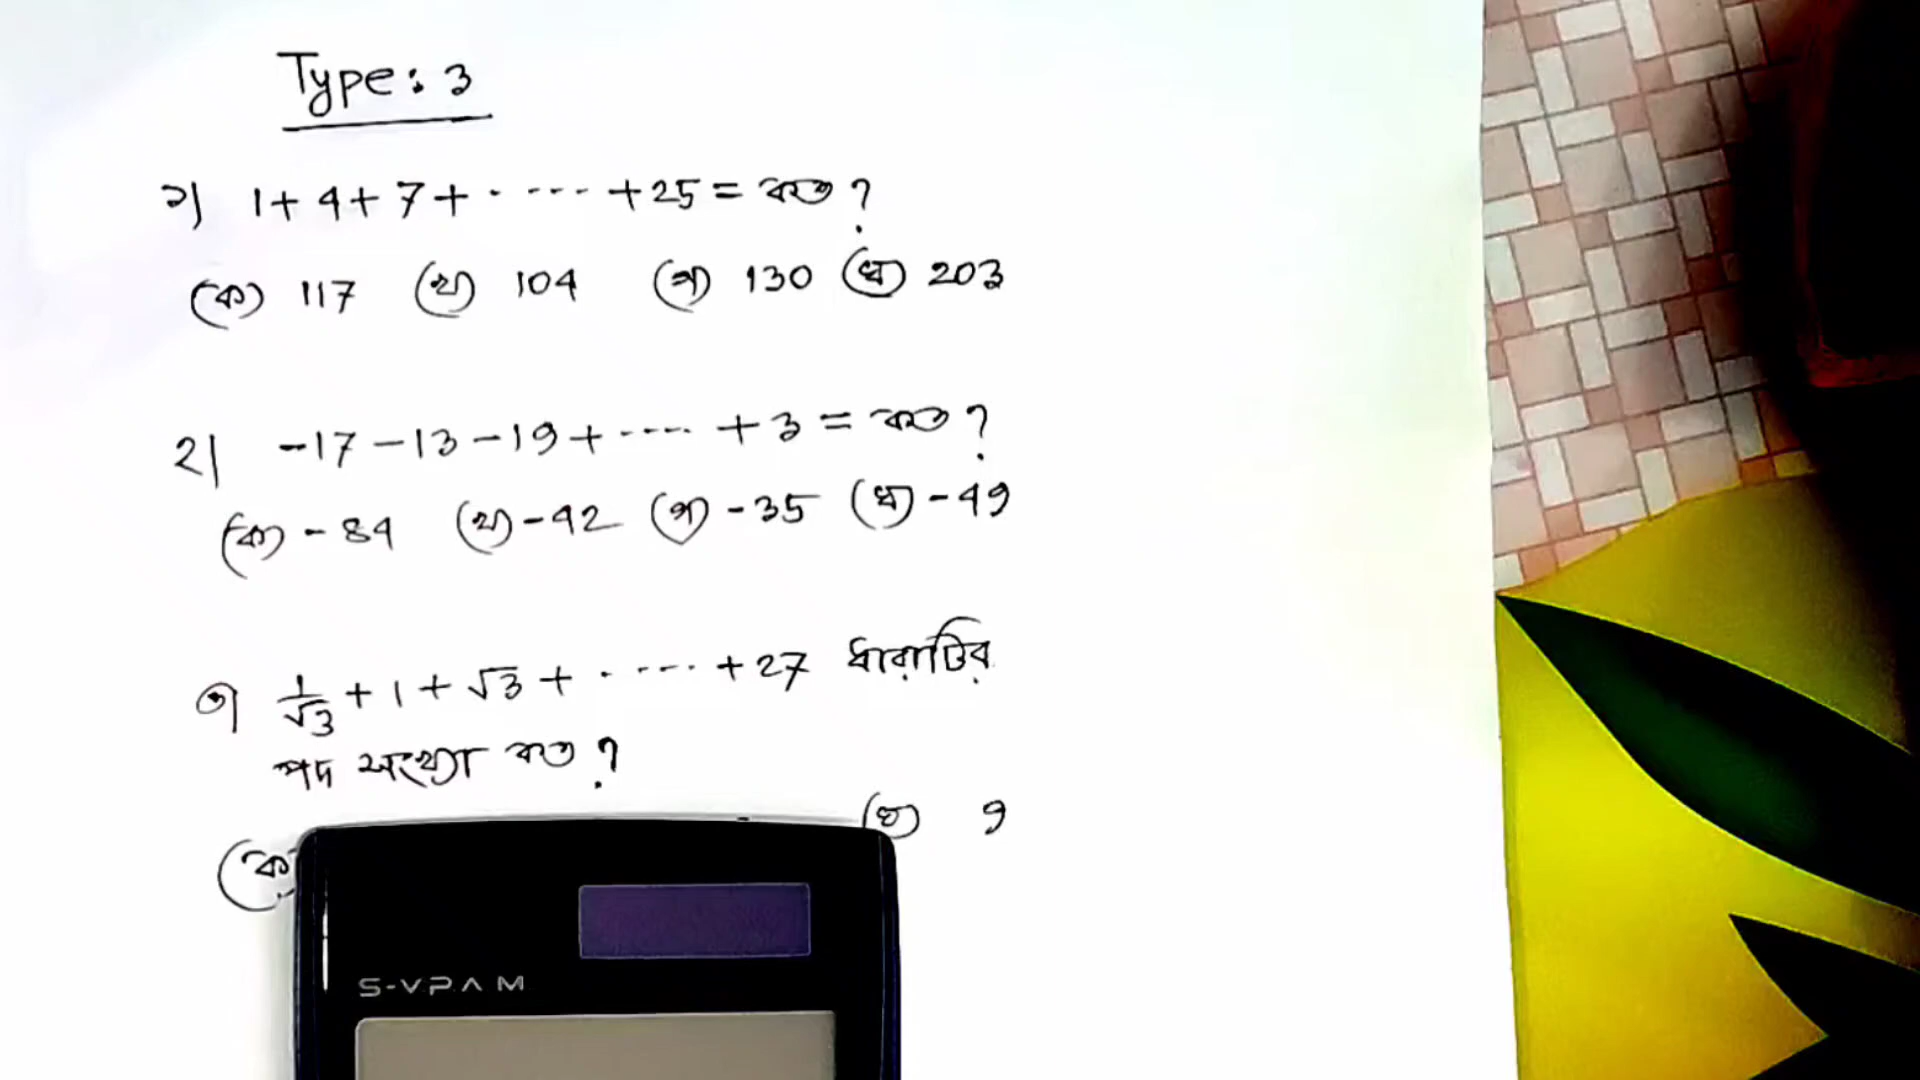 Type: 3
১) 1 + 4 + 7 + ..... + 25 = কত ?
(ক) 117 (খ) 104 (গ) 130 (ঘ) 203
২) -17 - 13 - 19 + ..... + 3 = কত ?
(ক) - 84 (খ) - 42 (গ) - 35 (ঘ) - 49
৩) 1/√3 + 1 + √3 + ..... + 27 ধারাটির
পদ সংখ্যা কত ?
(ক) (ঘ) 9
S-VPAM